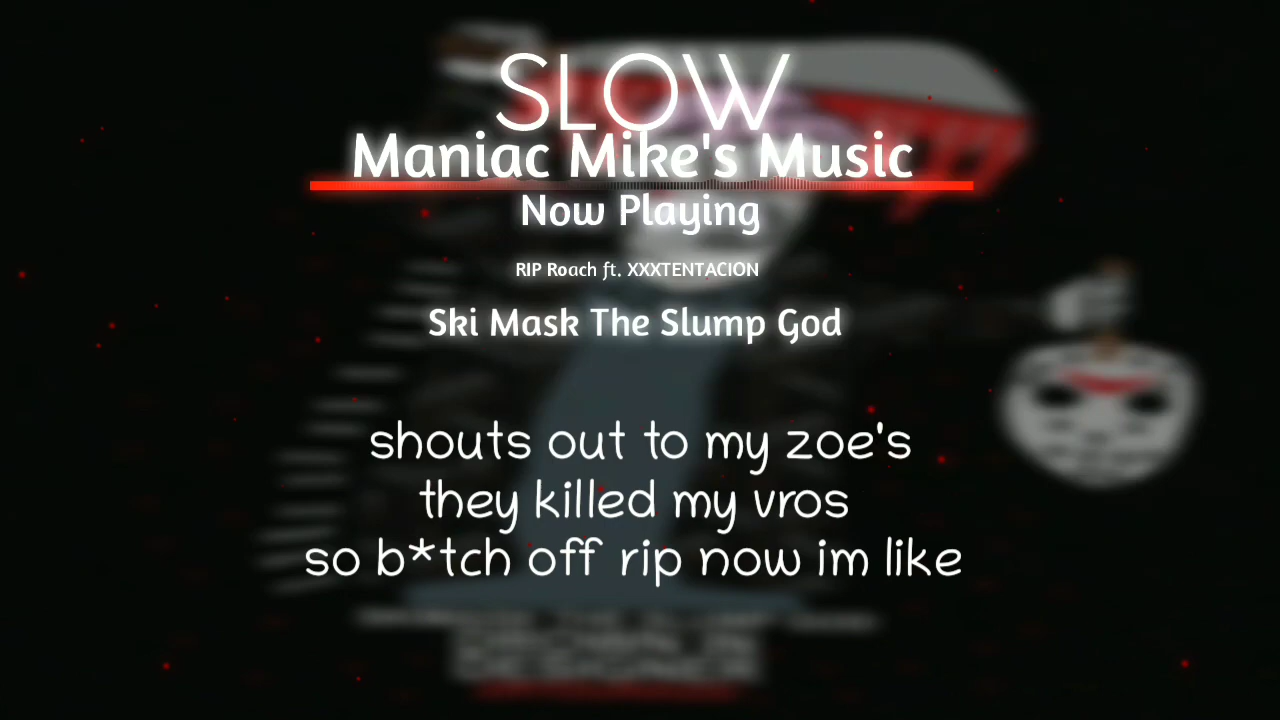 SLOW
Maniac Mike's Music
Now Playing
RIP Roach ft. XXXTENTACION
Ski Mask The Slump God
shouts out to my zoe's
they killed my vros
so b*tch off rip now im like